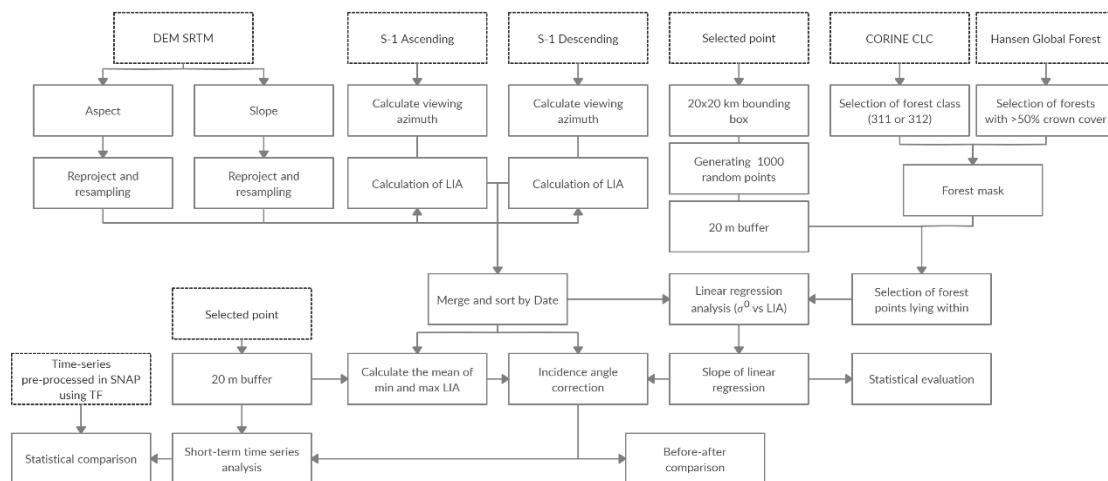 DEM SRTM
S-1 Ascending
S-1 Descending
Selected point
CORINE CLC
Hansen Global Forest
Aspect
Slope
Calculate viewing
azimuth
Calculate viewing
azimuth
20x20 km bounding
box
Selection of forest class
(311 or 312)
Selection of forests
with >50% crown cover
Reproject and
resampling
Reproject and
resampling
Calculation of LIA
Calculation of LIA
Generating 1000
random points
Forest mask
20 m buffer
Merge and sort by Date
Linear regression
analysis (σ⁰ vs LIA)
Selection of forest
points lying within
Selected point
Time-series
pre-processed in SNAP
using TF
20 m buffer
Calculate the mean of
min and max LIA
Incidence angle
correction
Slope of linear
regression
Statistical evaluation
Statistical comparison
Short-term time series
analysis
Before-after
comparison